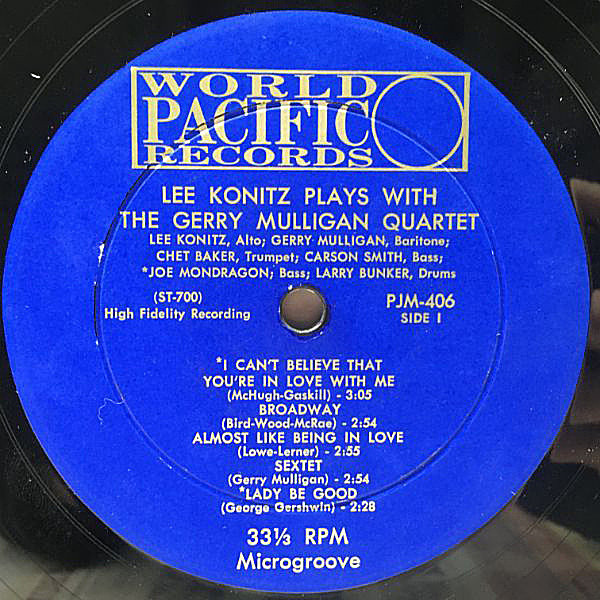 WORLD
PACIFIC
RECORDS
LEE KONITZ PLAYS WITH
THE GERRY MULLIGAN QUARTET
LEE KONITZ, Alto; GERRY MULLIGAN, Baritone;
CHET BAKER, Trumpet; CARSON SMITH, Bass;
*JOE MONDRAGON; Bass; LARRY BUNKER, Drums
(ST-700)
High Fidelity Recording
PJM-406
SIDE 1
*I CAN'T BELIEVE THAT
YOU'RE IN LOVE WITH ME
(McHugh-Gaskill) - 3:05
BROADWAY
(Bird-Wood-McRae) - 2:54
ALMOST LIKE BEING IN LOVE
(Lowe-Lerner) - 2:55
SEXTET
(Gerry Mulligan) - 2:54
*LADY BE GOOD
(George Gershwin) - 2:28
33⅓ RPM
Microgroove